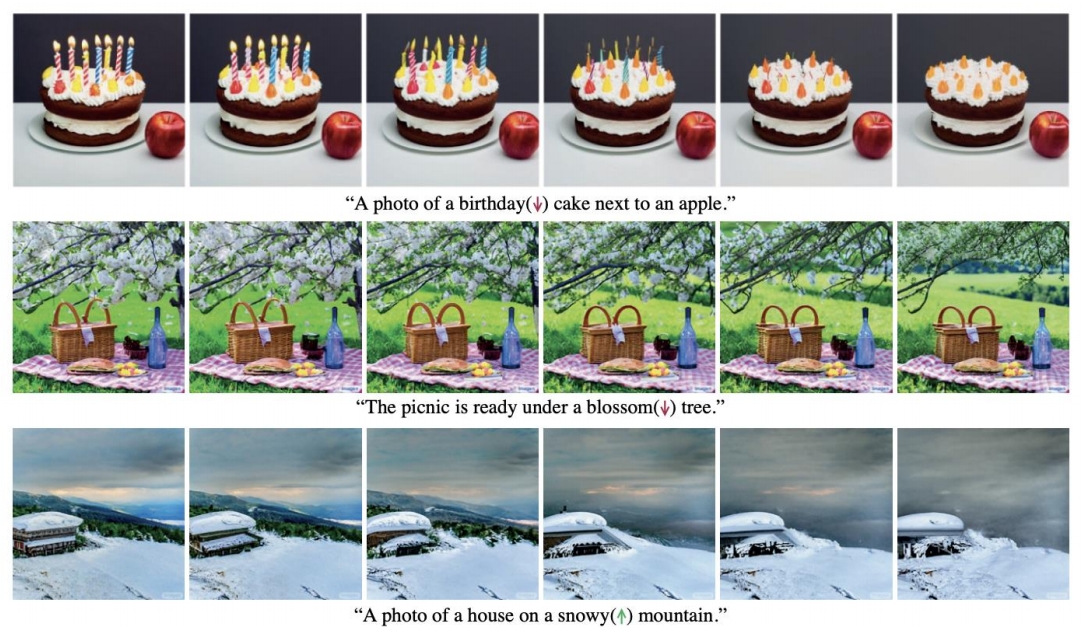 “A photo of a birthday(↓) cake next to an apple.”
“The picnic is ready under a blossom(↓) tree.”
“A photo of a house on a snowy(↑) mountain.”